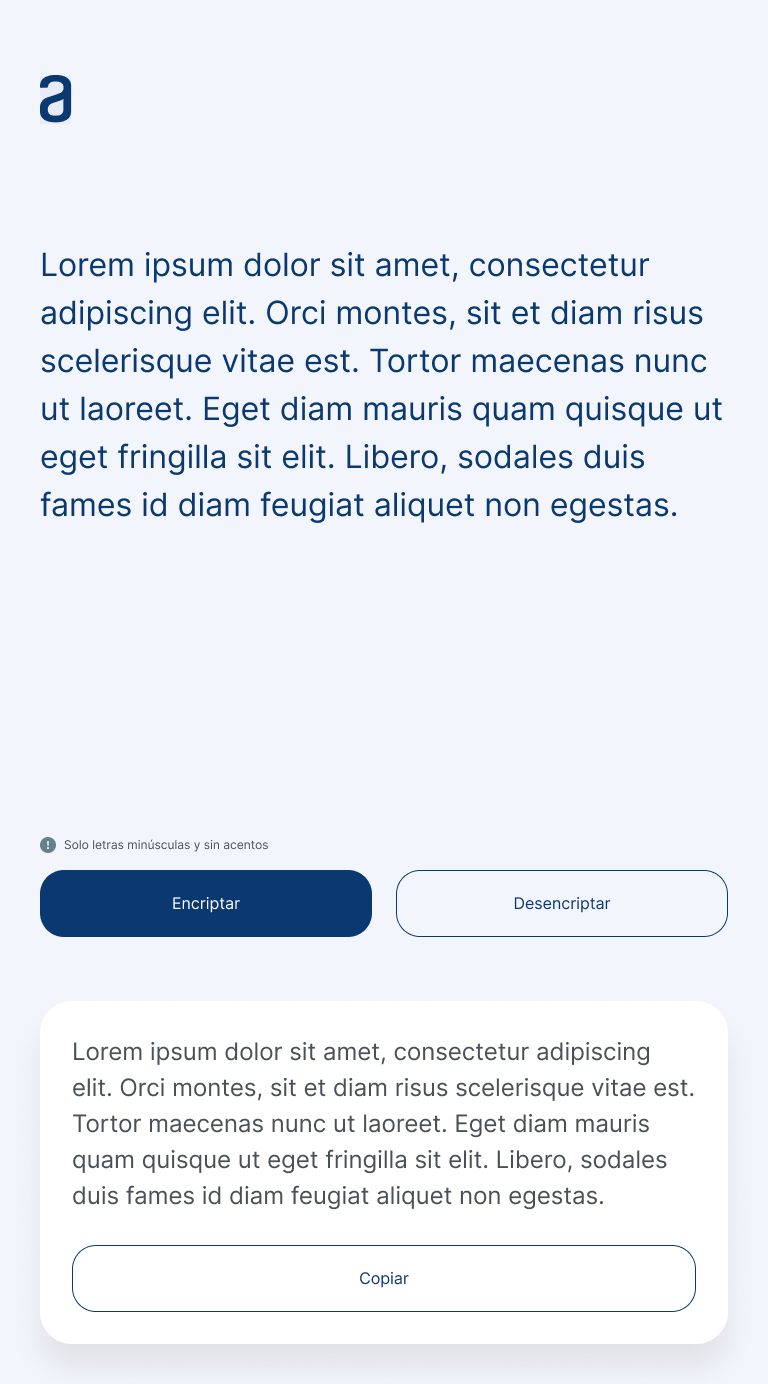 a
Lorem ipsum dolor sit amet, consectetur
adipiscing elit. Orci montes, sit et diam risus
scelerisque vitae est. Tortor maecenas nunc
ut laoreet. Eget diam mauris quam quisque ut
eget fringilla sit elit. Libero, sodales duis
fames id diam feugiat aliquet non egestas.
Solo letras minúsculas y sin acentos
Encriptar
Desencriptar
Lorem ipsum dolor sit amet, consectetur adipiscing
elit. Orci montes, sit et diam risus scelerisque vitae est.
Tortor maecenas nunc ut laoreet. Eget diam mauris
quam quisque ut eget fringilla sit elit. Libero, sodales
duis fames id diam feugiat aliquet non egestas.
Copiar